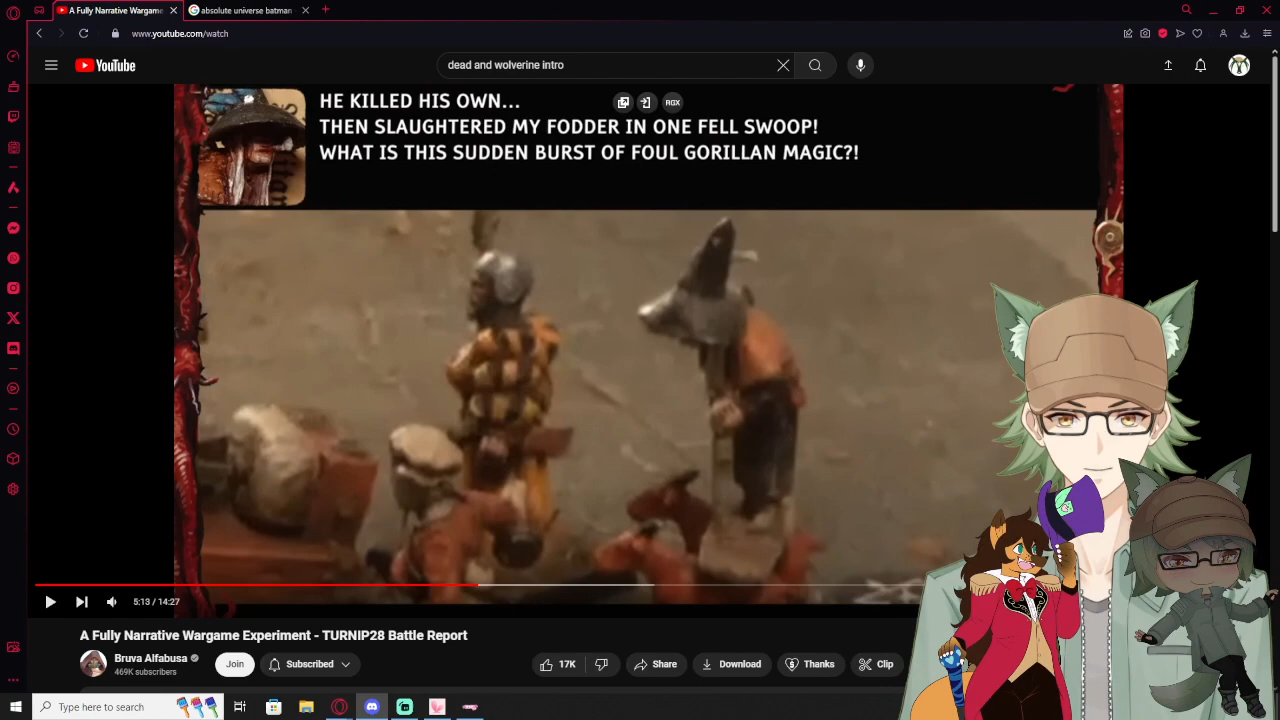 A Fully Narrative Wargame
absolute universe batman
www.youtube.com/watch
YouTube
dead and wolverine intro
RGX
HE KILLED HIS OWN...
THEN SLAUGHTERED MY FODDER IN ONE FELL SWOOP!
WHAT IS THIS SUDDEN BURST OF FOUL GORILLAN MAGIC?!
5:13 / 14:27
A Fully Narrative Wargame Experiment - TURNIP28 Battle Report
Bruva Alfabusa
469K subscribers
Join
Subscribed
17K
Share
Download
Thanks
Clip
Type here to search